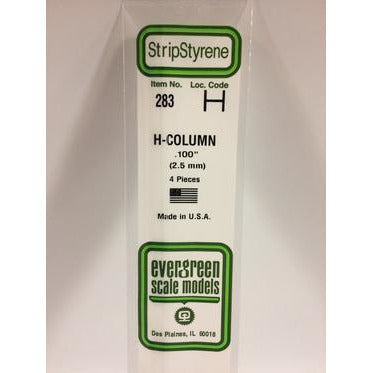 StripStyrene
Item No. Loc. Code
283 H
H-COLUMN
.100"
(2.5 mm)
4 Pieces
Made in U.S.A.
evergreen
scale models
Des Plaines, IL 60018